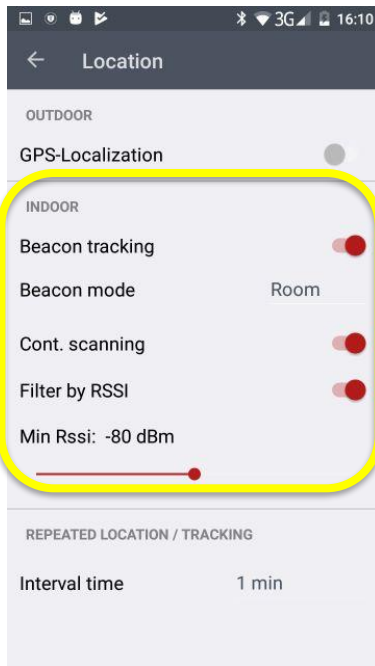 3G 16:10
Location
OUTDOOR
GPS-Localization
INDOOR
Beacon tracking
Beacon mode Room
Cont. scanning
Filter by RSSI
Min Rssi: -80 dBm
REPEATED LOCATION / TRACKING
Interval time 1 min